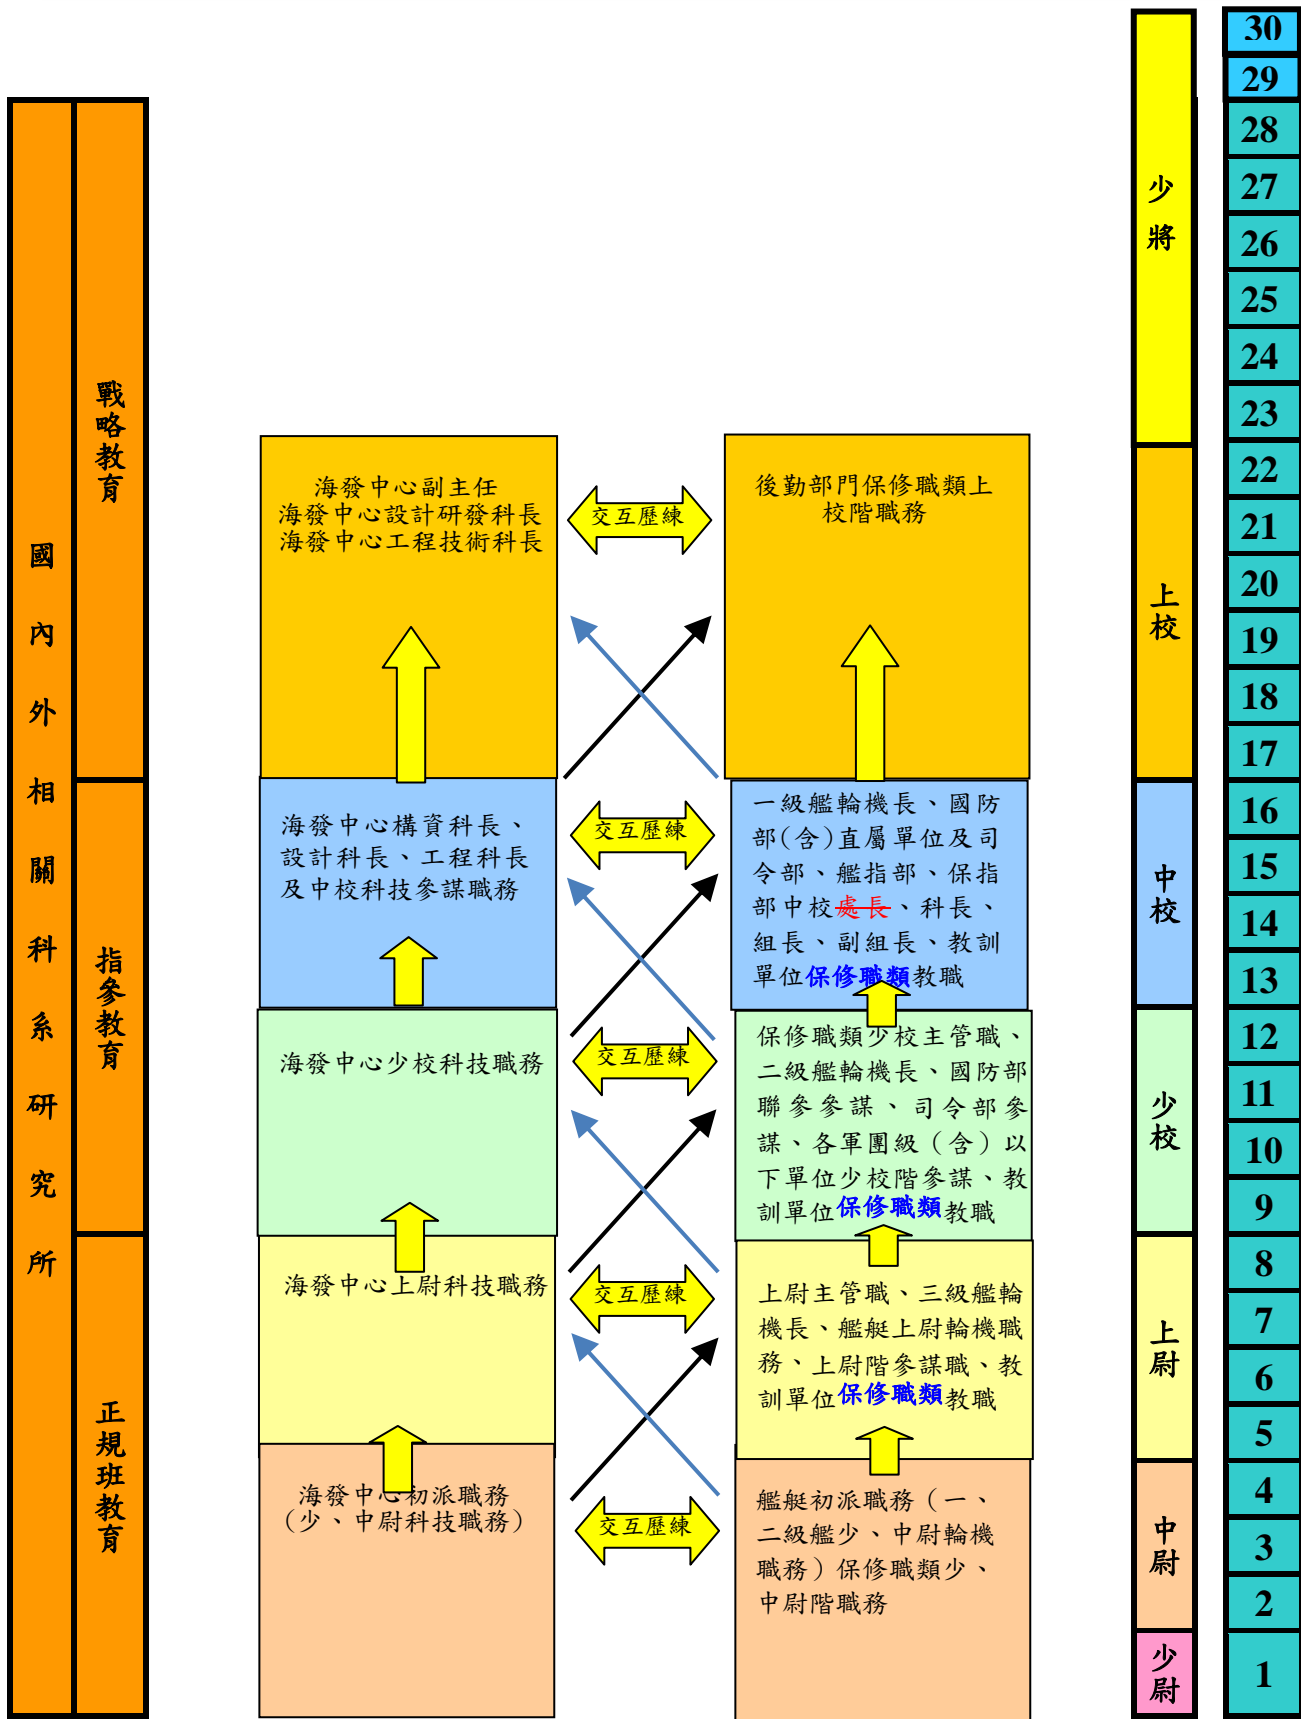 國內外相關科系研究所
戰略教育
指參教育
正規班教育
海發中心副主任
海發中心設計研發科長
海發中心工程技術科長
交互歷練
後勤部門保修職類上
校階職務
海發中心構資科長、
設計科長、工程科長
及中校科技參謀職務
交互歷練
一級艦輪機長、國防
部(含)直屬單位及司
令部、艦指部、保指
部中校處長、科長、
組長、副組長、教訓
單位保修職類教職
海發中心少校科技職務
交互歷練
保修職類少校主管職、
二級艦輪機長、國防部
聯參參謀、司令部參
謀、各軍團級（含）以
下單位少校階參謀、教
訓單位保修職類教職
海發中心上尉科技職務
交互歷練
上尉主管職、三級艦輪
機長、艦艇上尉輪機職
務、上尉階參謀職、教
訓單位保修職類教職
海發中心初派職務
（少、中尉科技職務）
交互歷練
艦艇初派職務（一、
二級艦少、中尉輪機
職務）保修職類少、
中尉階職務
少將
上校
中校
少校
上尉
中尉
少尉
30
29
28
27
26
25
24
23
22
21
20
19
18
17
16
15
14
13
12
11
10
9
8
7
6
5
4
3
2
1